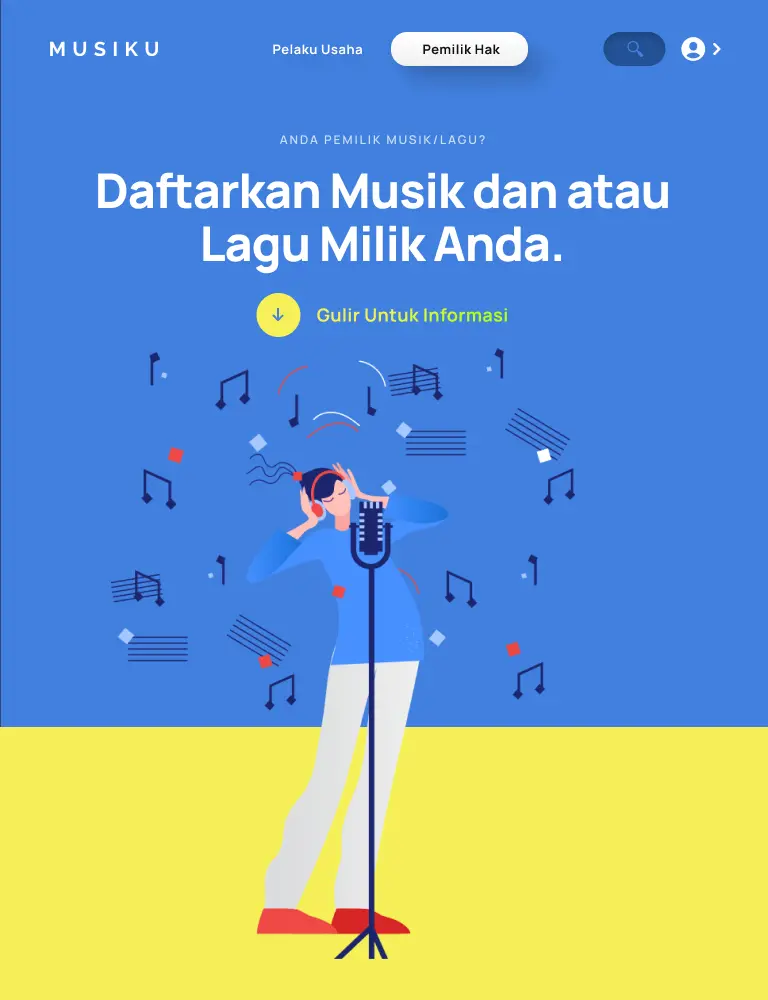 MUSIKU
Pelaku Usaha
Pemilik Hak
ANDA PEMILIK MUSIK/LAGU?
Daftarkan Musik dan atau
Lagu Milik Anda.
Gulir Untuk Informasi